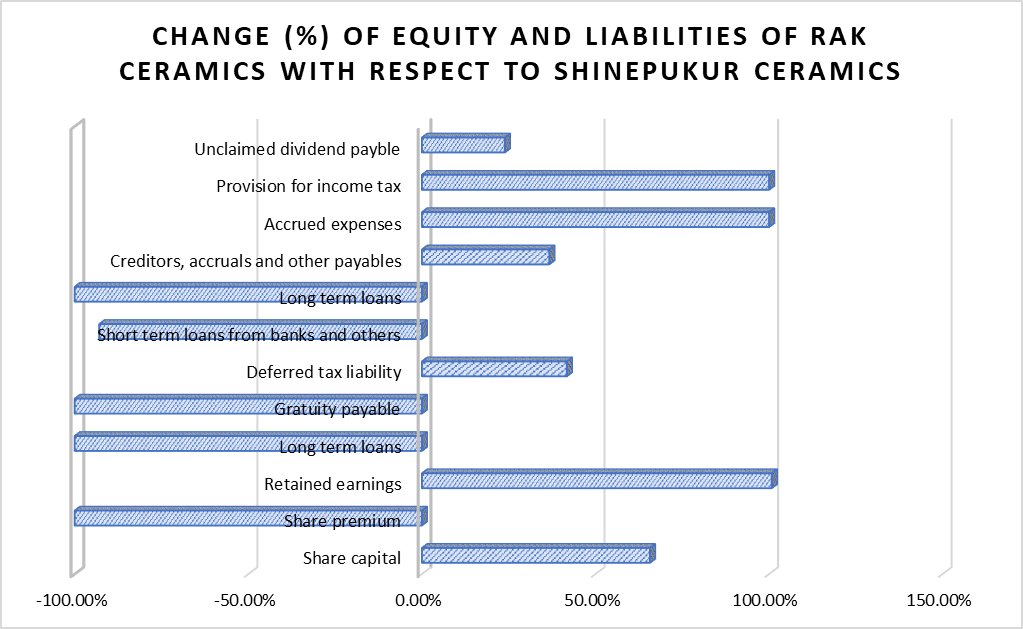 CHANGE (%) OF EQUITY AND LIABILITIES OF RAK
CERAMICS WITH RESPECT TO SHINEPUKUR CERAMICS
Unclaimed dividend payble
Provision for income tax
Accrued expenses
Creditors, accruals and other payables
Long term loans
Short term loans from banks and others
Deferred tax liability
Gratuity payable
Long term loans
Retained earnings
Share premium
Share capital
-100.00% -50.00% 0.00% 50.00% 100.00% 150.00%